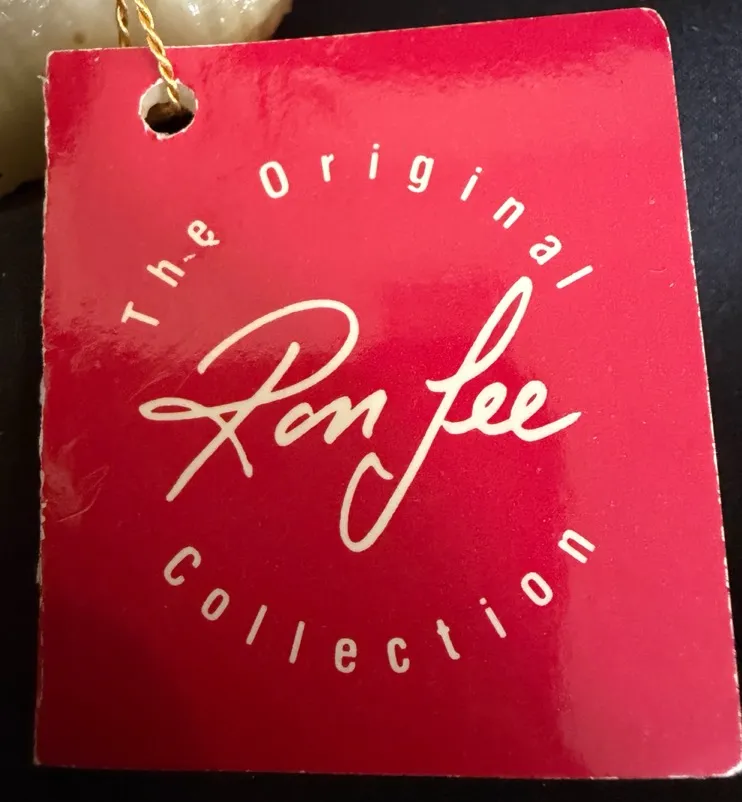 The Original
Ron Lee
Collection